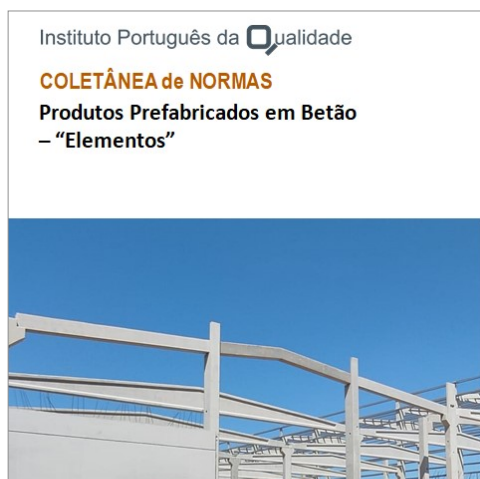 Instituto Português da Qualidade
COLETÂNEA de NORMAS
Produtos Prefabricados em Betão
– “Elementos”